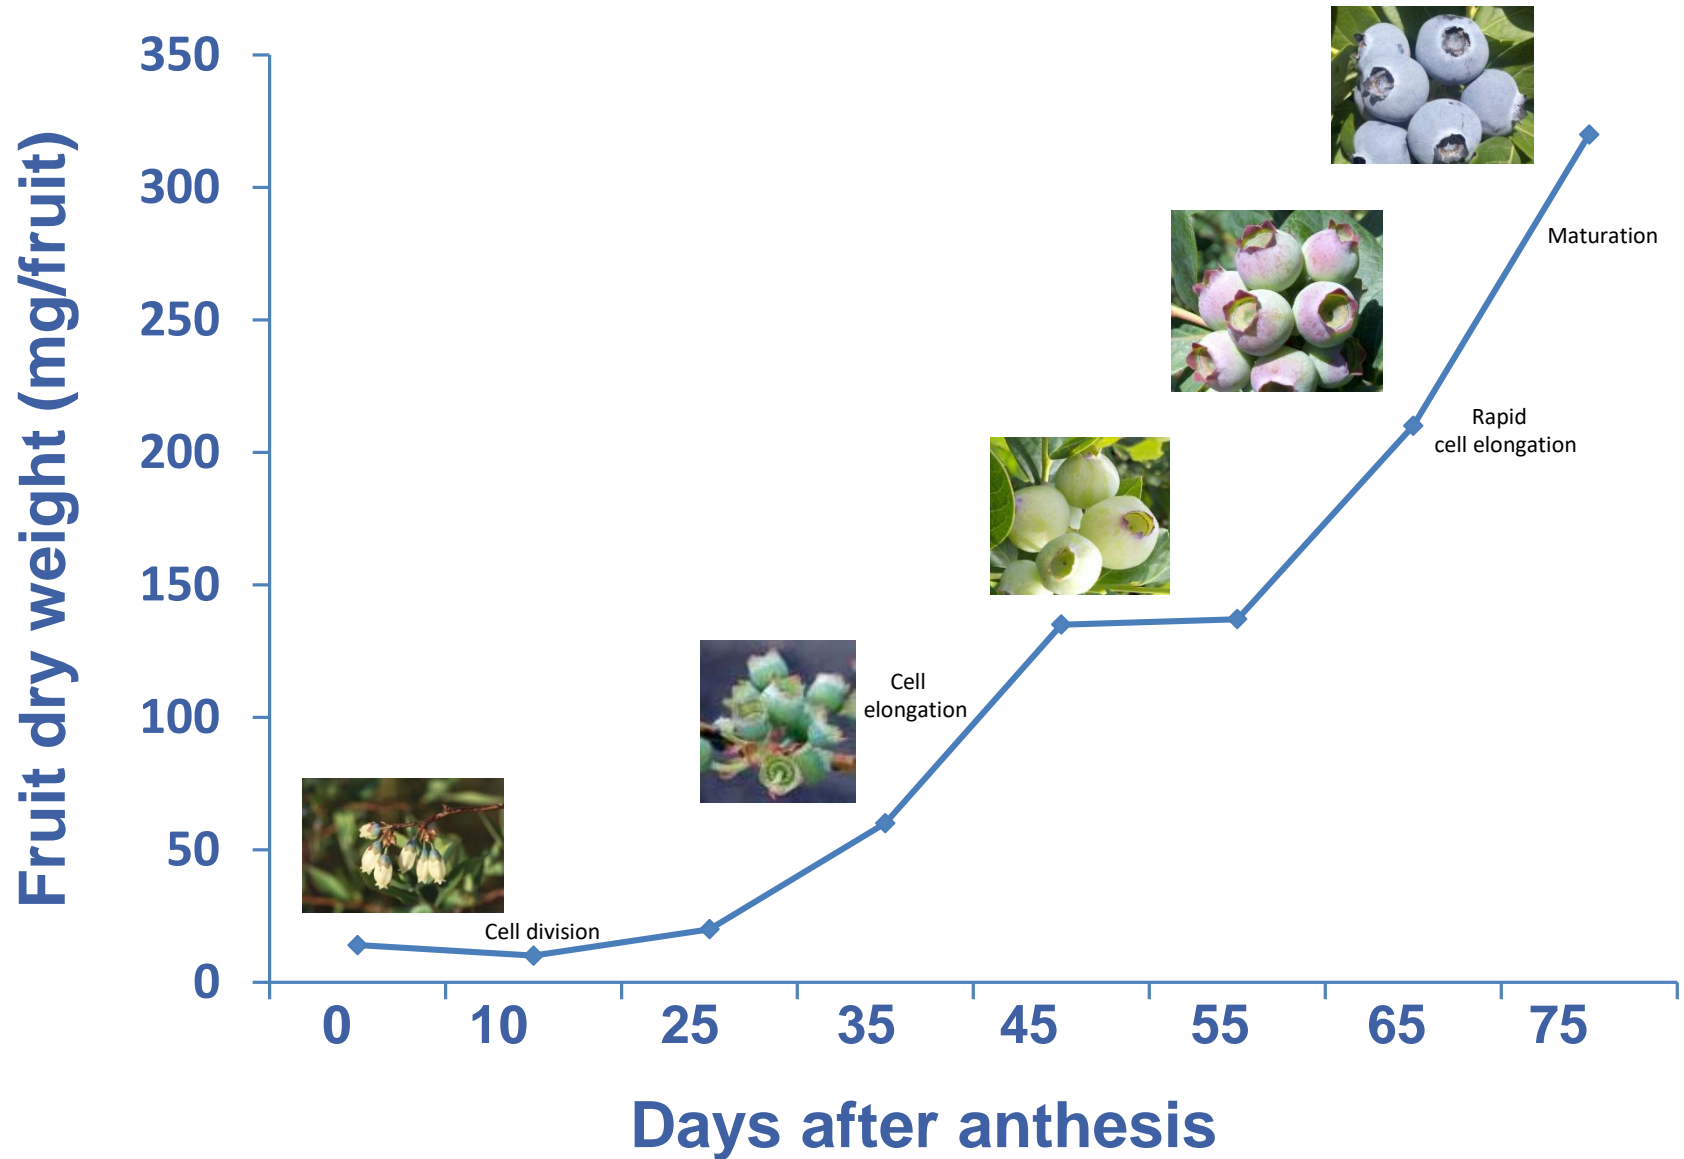 Fruit dry weight (mg/fruit)
350
300
250
200
150
100
50
0
Maturation
Rapid
cell elongation
Cell
elongation
Cell division
0 10 25 35 45 55 65 75
Days after anthesis